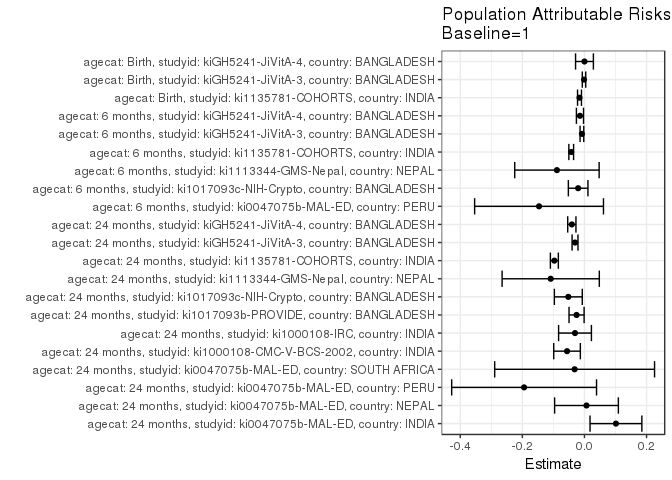 Population Attributable Risks
Baseline=1
agecat: Birth, studyid: kiGH5241-JiVitA-4, country: BANGLADESH
agecat: Birth, studyid: kiGH5241-JiVitA-3, country: BANGLADESH
agecat: Birth, studyid: ki1135781-COHORTS, country: INDIA
agecat: 6 months, studyid: kiGH5241-JiVitA-4, country: BANGLADESH
agecat: 6 months, studyid: kiGH5241-JiVitA-3, country: BANGLADESH
agecat: 6 months, studyid: ki1135781-COHORTS, country: INDIA
agecat: 6 months, studyid: ki1113344-GMS-Nepal, country: NEPAL
agecat: 6 months, studyid: ki1017093c-NIH-Crypto, country: BANGLADESH
agecat: 6 months, studyid: ki0047075b-MAL-ED, country: PERU
agecat: 24 months, studyid: kiGH5241-JiVitA-4, country: BANGLADESH
agecat: 24 months, studyid: kiGH5241-JiVitA-3, country: BANGLADESH
agecat: 24 months, studyid: ki1135781-COHORTS, country: INDIA
agecat: 24 months, studyid: ki1113344-GMS-Nepal, country: NEPAL
agecat: 24 months, studyid: ki1017093c-NIH-Crypto, country: BANGLADESH
agecat: 24 months, studyid: ki1017093b-PROVIDE, country: BANGLADESH
agecat: 24 months, studyid: ki1000108-IRC, country: INDIA
agecat: 24 months, studyid: ki1000108-CMC-V-BCS-2002, country: INDIA
agecat: 24 months, studyid: ki0047075b-MAL-ED, country: SOUTH AFRICA
agecat: 24 months, studyid: ki0047075b-MAL-ED, country: PERU
agecat: 24 months, studyid: ki0047075b-MAL-ED, country: NEPAL
agecat: 24 months, studyid: ki0047075b-MAL-ED, country: INDIA
-0.4 -0.2 0.0 0.2
Estimate